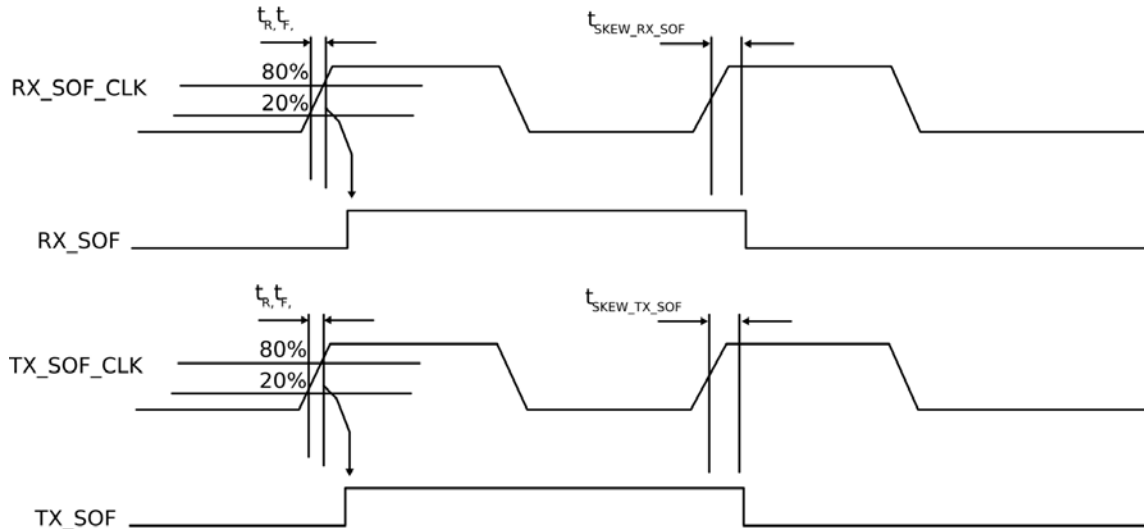 tR, tF,
tSKEW_RX_SOF
80%
RX_SOF_CLK
20%
RX_SOF
tR, tF,
tSKEW_TX_SOF
80%
TX_SOF_CLK
20%
TX_SOF